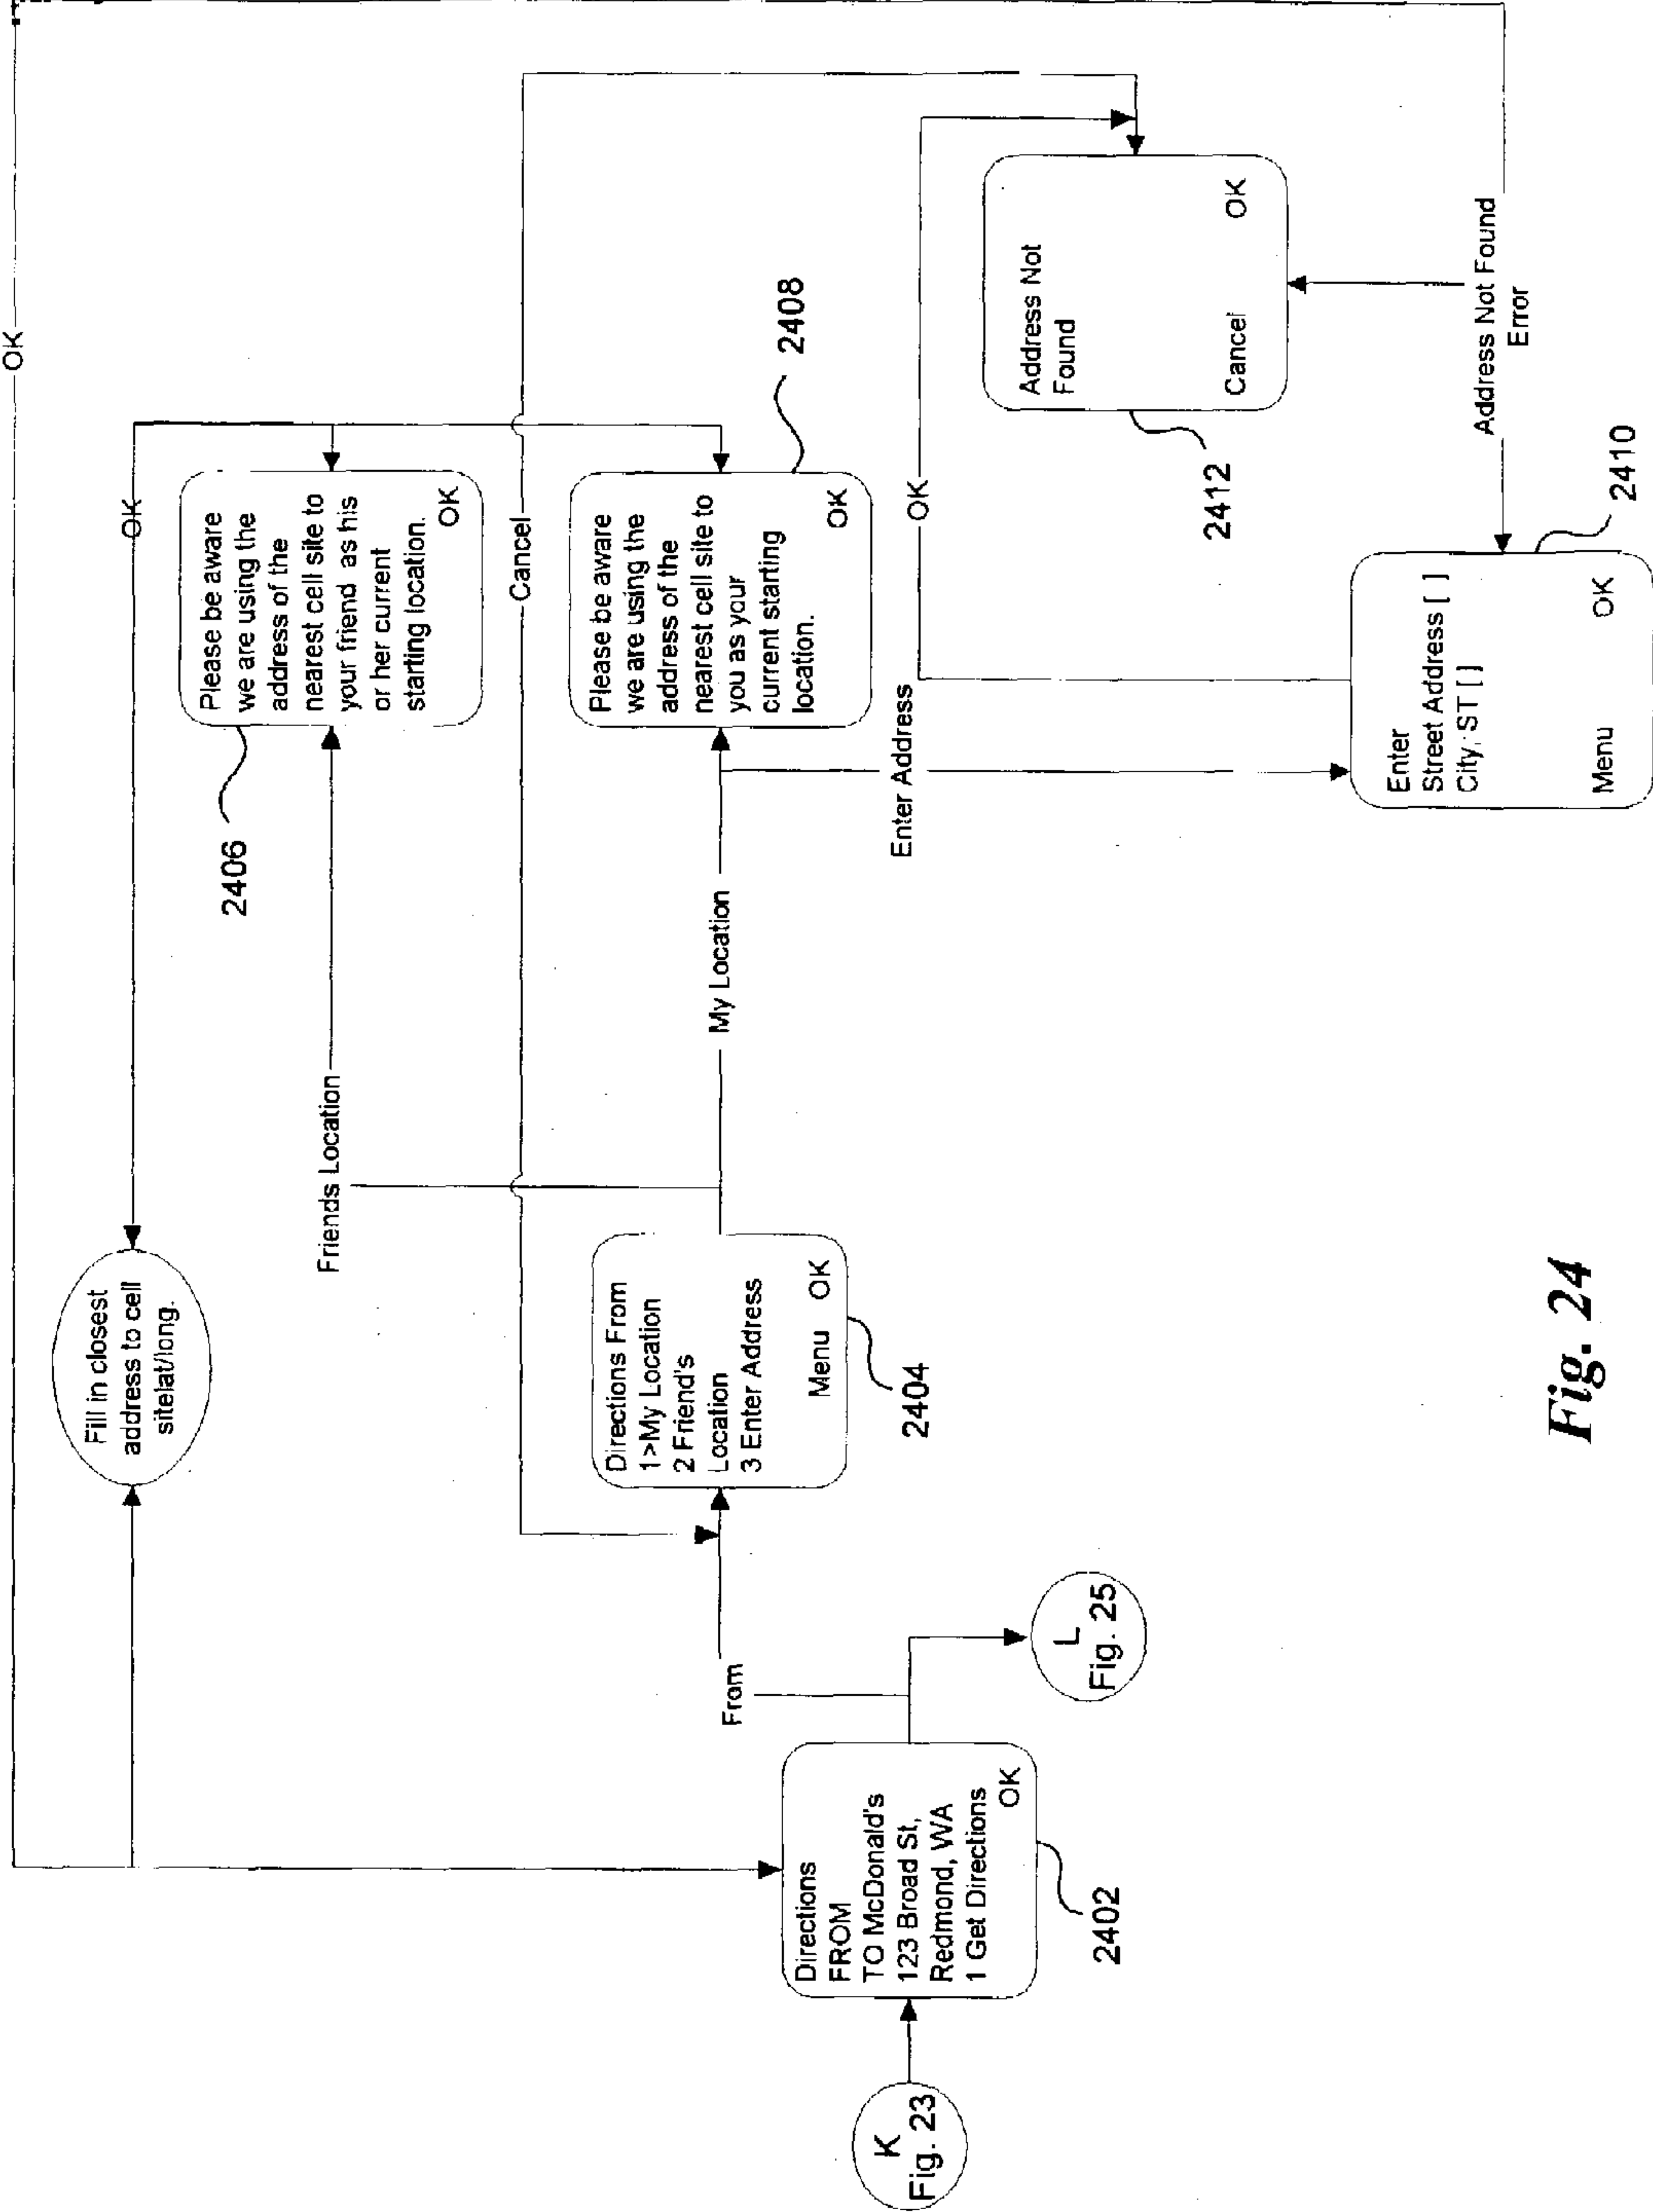 OK
Fill in closest
address to cell
sitelat/long.
OK
Please be aware
we are using the
address of the
nearest cell site to
your friend as his
or her current
starting location.
OK
2406
Friends Location
Cancel
Please be aware
we are using the
address of the
nearest cell site to
you as your
current starting
location.
OK
2408
My Location
Directions From
1>My Location
2 Friend's
Location
3 Enter Address
Menu OK
2404
From
K
Fig. 23
Directions
FROM
TO McDonald's
123 Broad St,
Redmond, WA
1 Get Directions
OK
2402
L
Fig. 25
Enter Address
OK
Address Not
Found
Cancel OK
2412
Address Not Found
Error
Enter
Street Address [ ]
City, ST [ ]
Menu OK
2410
Fig. 24